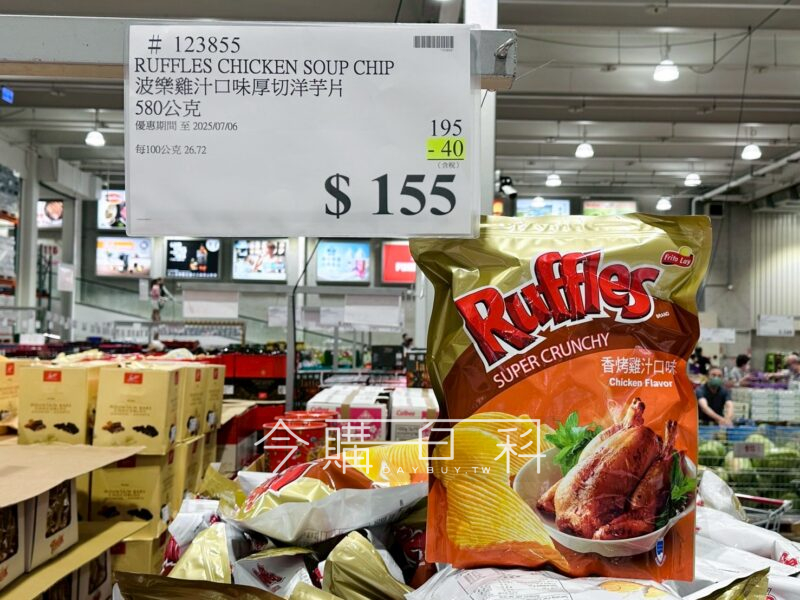 # 123855
RUFFLES CHICKEN SOUP CHIP
波樂雞汁口味厚切洋芋片
580公克
優惠期間 至 2025/07/06
195
- 40
(含稅)
每100公克 26.72
$ 155
Frito Lay
Ruffles
BRAND
SUPER CRUNCHY
香烤雞汁口味
Chicken Flavor
今購百科
DAYBUY.TW